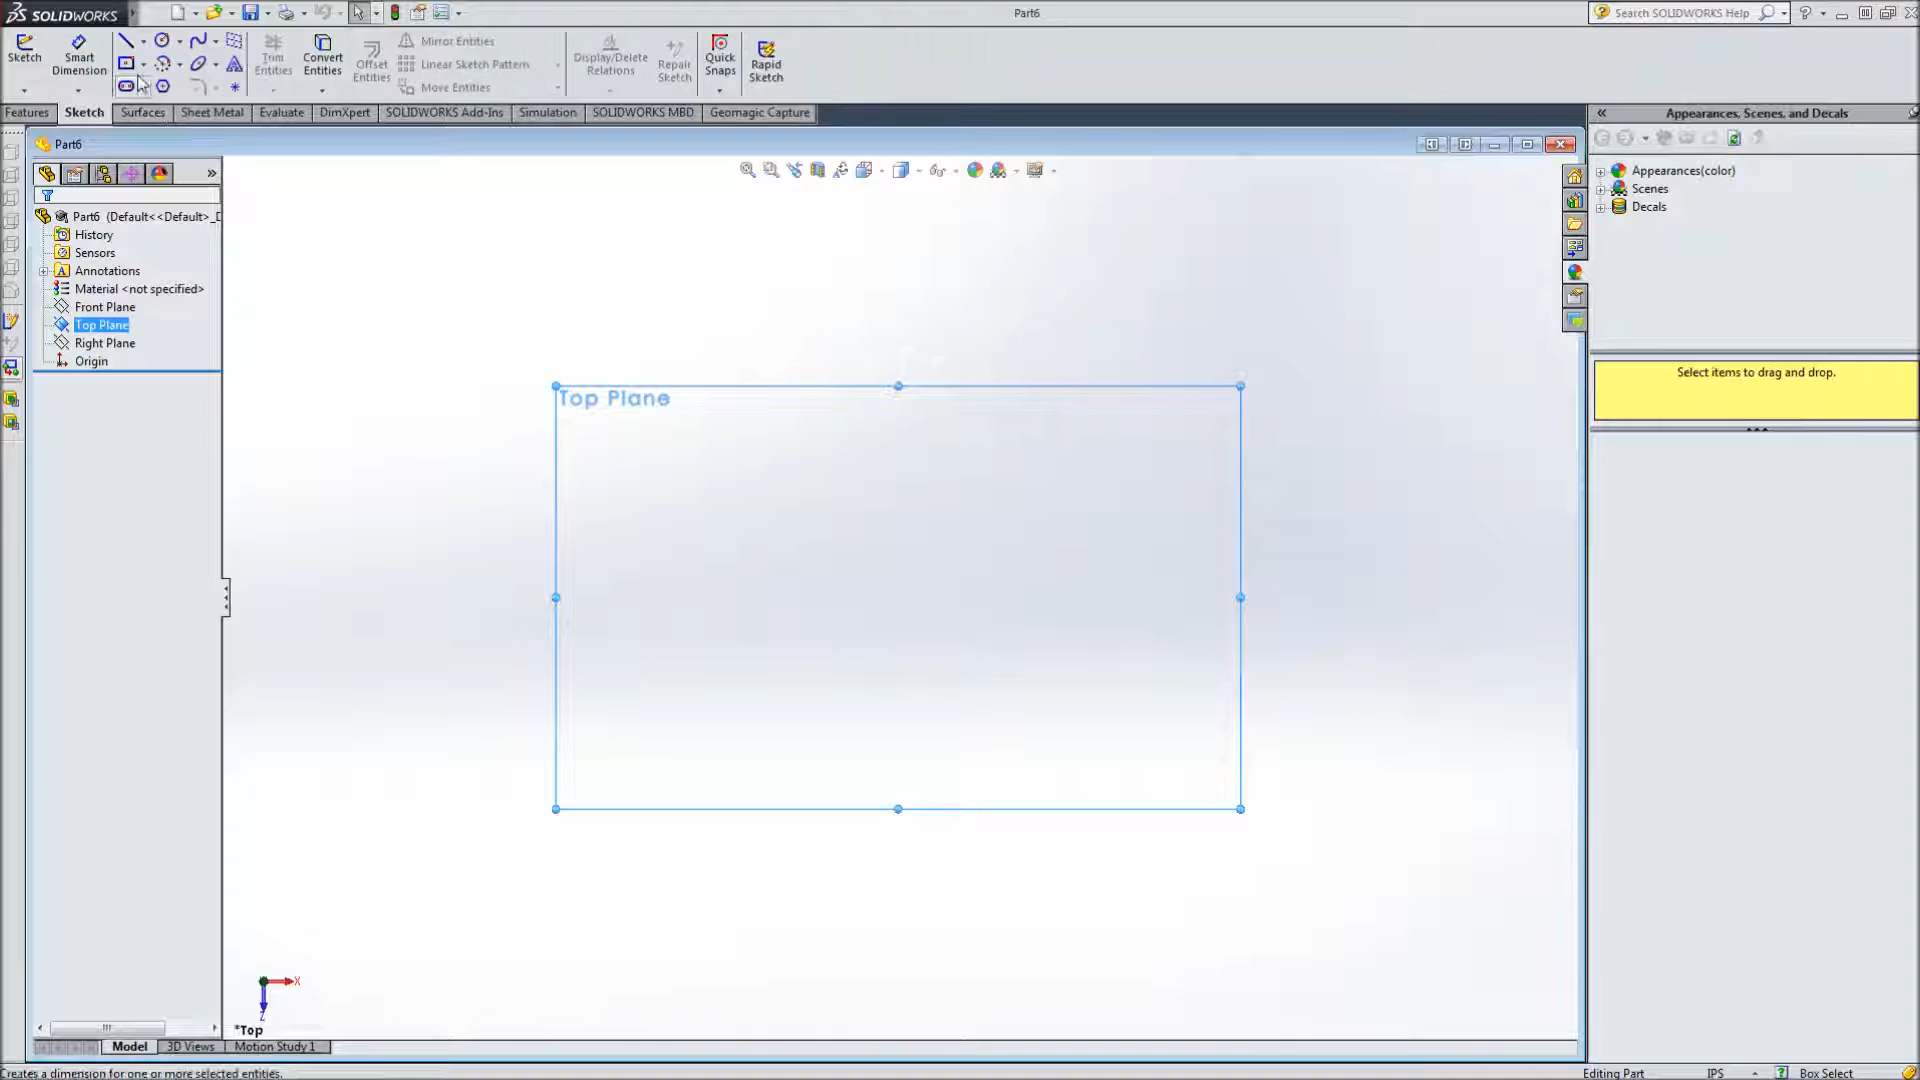 SOLIDWORKS
Part6
Search SOLIDWORKS Help
Sketch
Smart Dimension
Trim Entities
Convert Entities
Offset Entities
Mirror Entities
Linear Sketch Pattern
Move Entities
Display/Delete Relations
Repair Sketch
Quick Snaps
Rapid Sketch
Features
Sketch
Surfaces
Sheet Metal
Evaluate
DimXpert
SOLIDWORKS Add-Ins
Simulation
SOLIDWORKS MBD
Geomagic Capture
Appearances, Scenes, and Decals
Part6
Part6 (Default<<Default>_D
History
Sensors
Annotations
Material <not specified>
Front Plane
Top Plane
Right Plane
Origin
Top Plane
Appearances(color)
Scenes
Decals
Select items to drag and drop.
X
Z
*Top
Model
3D Views
Motion Study 1
Creates a dimension for one or more selected entities.
Editing Part
IPS
Box Select